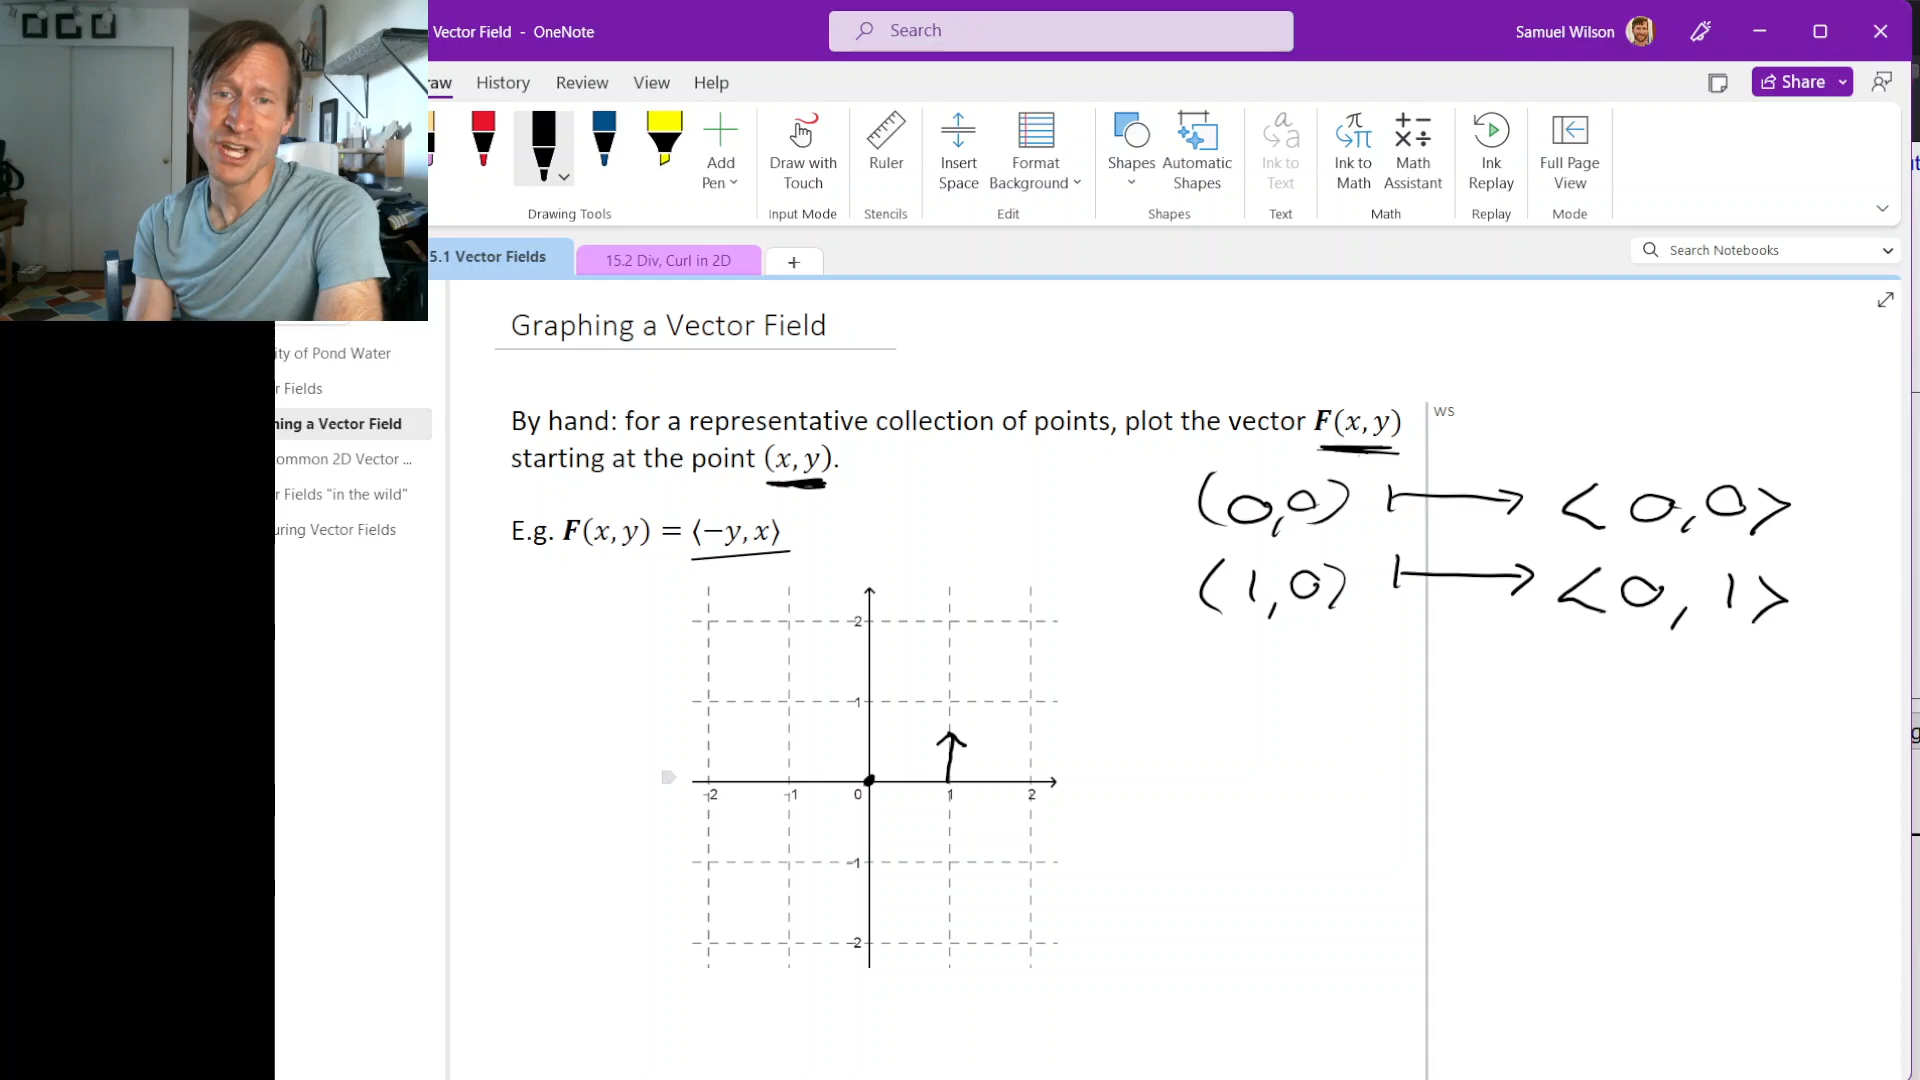 Vector Field - OneNote
Search
Samuel Wilson
aw History Review View Help
Share
Add Pen
Draw with Touch
Ruler
Insert Space
Format Background
Shapes
Automatic Shapes
Ink to Text
Ink to Math
Math Assistant
Ink Replay
Full Page View
Drawing Tools
Input Mode
Stencils
Edit
Shapes
Text
Math
Replay
Mode
5.1 Vector Fields
15.2 Div, Curl in 2D
+
Search Notebooks
Graphing a Vector Field
ity of Pond Water
r Fields
hing a Vector Field
ommon 2D Vector ...
r Fields "in the wild"
uring Vector Fields
By hand: for a representative collection of points, plot the vector F(x, y)
starting at the point (x, y).
WS
E.g. F(x, y) = ⟨−y, x⟩
(0,0) ↦ <0,0>
(1,0) ↦ <0,1>
2
1
-2 -1 0 1 2
-1
-2